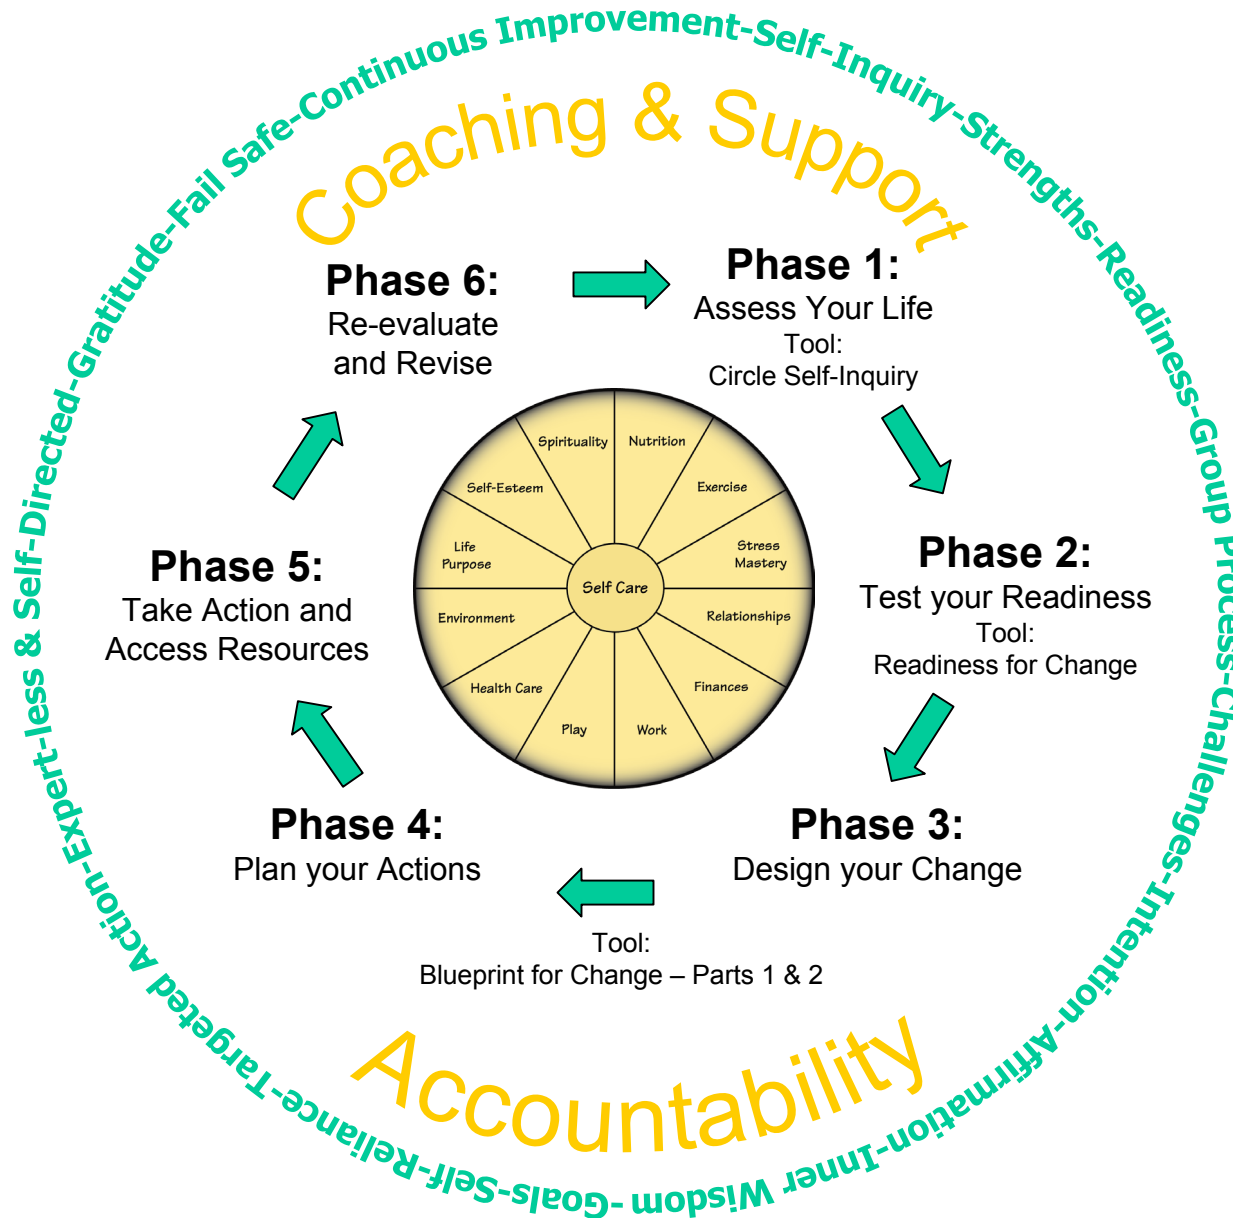 Continuous Improvement-Self-Inquiry-Strengths-Readiness-Group Process-Challenges-Intention-Affirmation-Inner Wisdom-Goals-Self-Reliance-Targeted Action-Expert-less & Self-Directed-Gratitude-Fail Safe-
Coaching & Support
Phase 1:
Assess Your Life
Tool:
Circle Self-Inquiry
Phase 2:
Test your Readiness
Tool:
Readiness for Change
Phase 3:
Design your Change
Tool:
Blueprint for Change – Parts 1 & 2
Phase 4:
Plan your Actions
Phase 5:
Take Action and
Access Resources
Phase 6:
Re-evaluate
and Revise
Self Care
Nutrition
Exercise
Stress
Mastery
Relationships
Finances
Work
Play
Health Care
Environment
Life
Purpose
Self-Esteem
Spirituality
Accountability